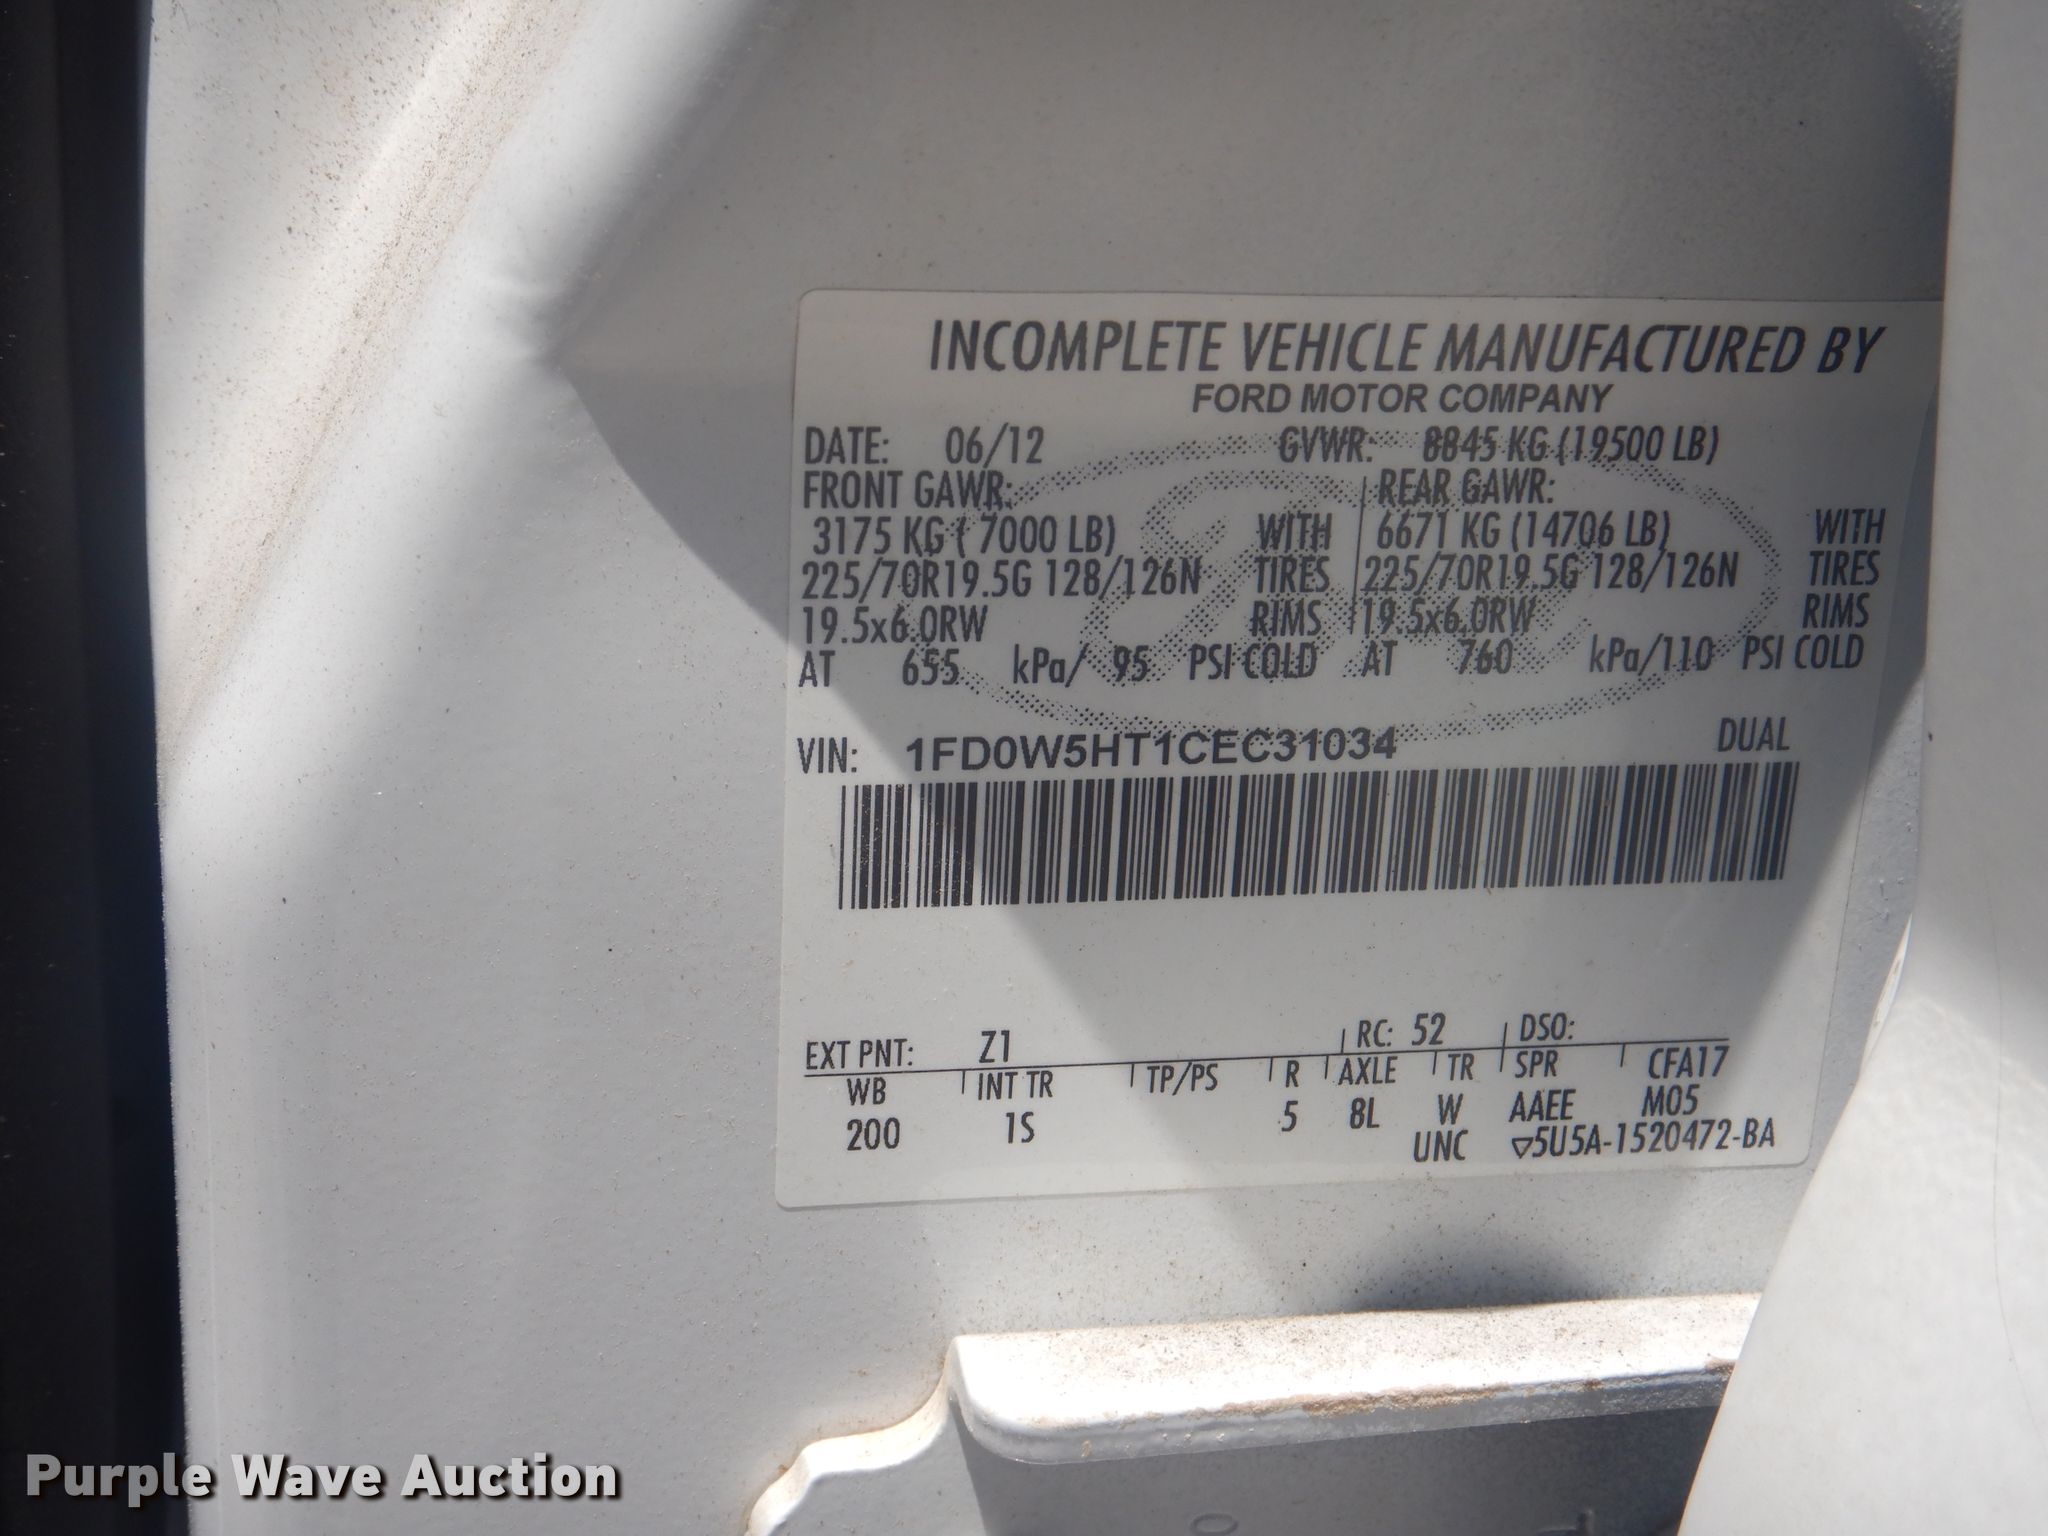 INCOMPLETE VEHICLE MANUFACTURED BY
FORD MOTOR COMPANY
DATE: 06/12 GVWR: 8845 KG (19500 LB)
FRONT GAWR: REAR GAWR:
3175 KG ( 7000 LB) WITH 6671 KG (14706 LB) WITH
225/70R19.5G 128/126N TIRES 225/70R19.5G 128/126N TIRES
19.5x6.0RW RIMS 19.5x6.0RW RIMS
AT 655 kPa/ 95 PSI COLD AT 760 kPa/110 PSI COLD
VIN: 1FD0W5HT1CEC31034 DUAL
EXT PNT: Z1 RC: 52 DSO:
WB INT TR TP/PS R AXLE TR SPR CFA17
200 1S 5 8L W AAEE M05
UNC ▽5U5A-1520472-BA
Purple Wave Auction